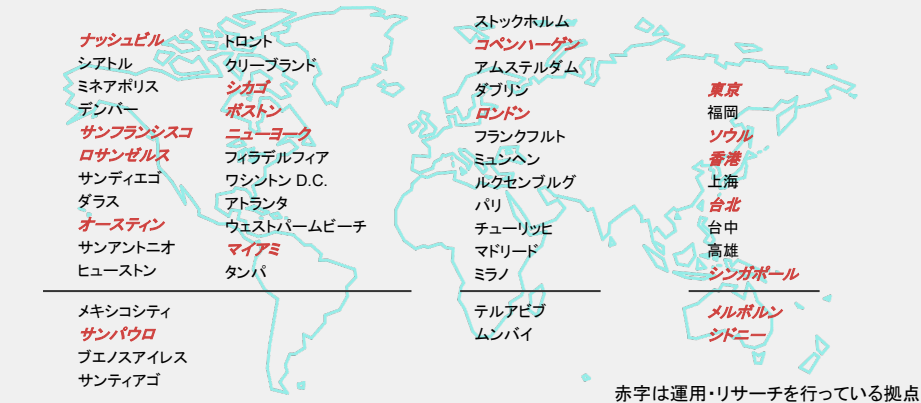 ナッシュビル
シアトル
ミネアポリス
デンバー
サンフランシスコ
ロサンゼルス
サンディエゴ
ダラス
オースティン
サンアントニオ
ヒューストン
トロント
クリーブランド
シカゴ
ボストン
ニューヨーク
フィラデルフィア
ワシントン D.C.
アトランタ
ウェストパームビーチ
マイアミ
タンパ
メキシコシティ
サンパウロ
ブエノスアイレス
サンティアゴ
ストックホルム
コペンハーゲン
アムステルダム
ダブリン
ロンドン
フランクフルト
ミュンヘン
ルクセンブルグ
パリ
チューリッヒ
マドリード
ミラノ
テルアビブ
ムンバイ
東京
福岡
ソウル
香港
上海
台北
台中
高雄
シンガポール
メルボルン
シドニー
赤字は運用・リサーチを行っている拠点